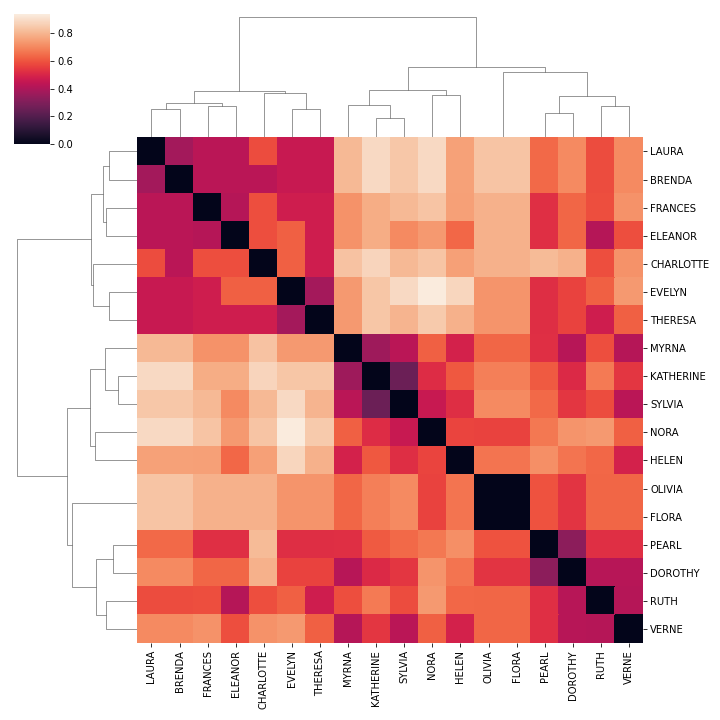 0.8
0.6
0.4
0.2
0.0
LAURA
BRENDA
FRANCES
ELEANOR
CHARLOTTE
EVELYN
THERESA
MYRNA
KATHERINE
SYLVIA
NORA
HELEN
OLIVIA
FLORA
PEARL
DOROTHY
RUTH
VERNE
LAURA
BRENDA
FRANCES
ELEANOR
CHARLOTTE
EVELYN
THERESA
MYRNA
KATHERINE
SYLVIA
NORA
HELEN
OLIVIA
FLORA
PEARL
DOROTHY
RUTH
VERNE